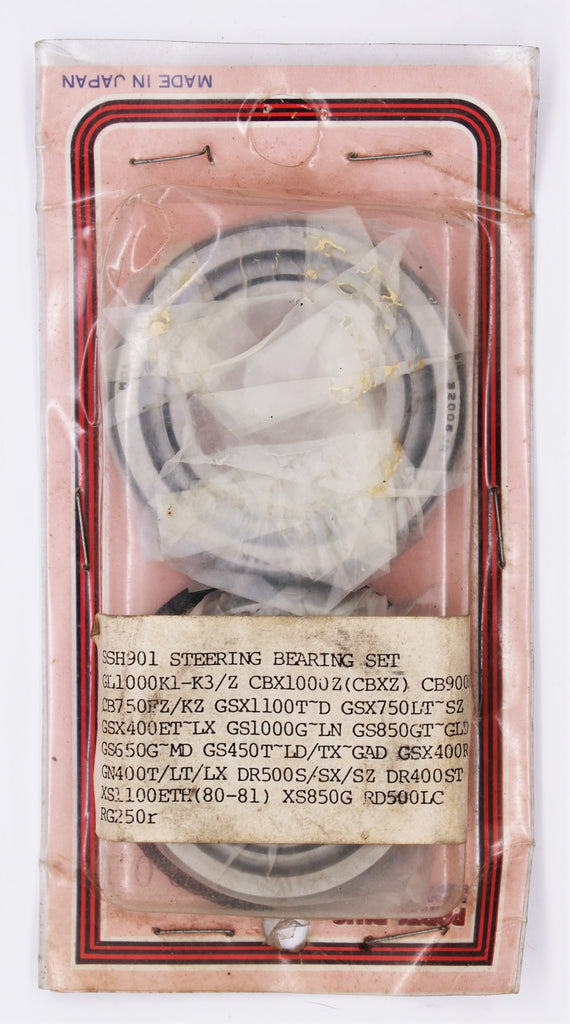 MADE IN JAPAN
32006
SSH901 STEERING BEARING SET
GL1000K1-K3/Z CBX1000Z(CBXZ) CB900
CB750FZ/KZ GSX1100T~D GSX750LT~SZ
GSX400ET~LX GS1000G~LN GS850GT~GLD
GS650G~MD GS450T~LD/TX~GAD GSX400R
GN400T/LT/LX DR500S/SX/SZ DR400ST
XS1100ETH(80-81) XS850G RD500LC
RG250r